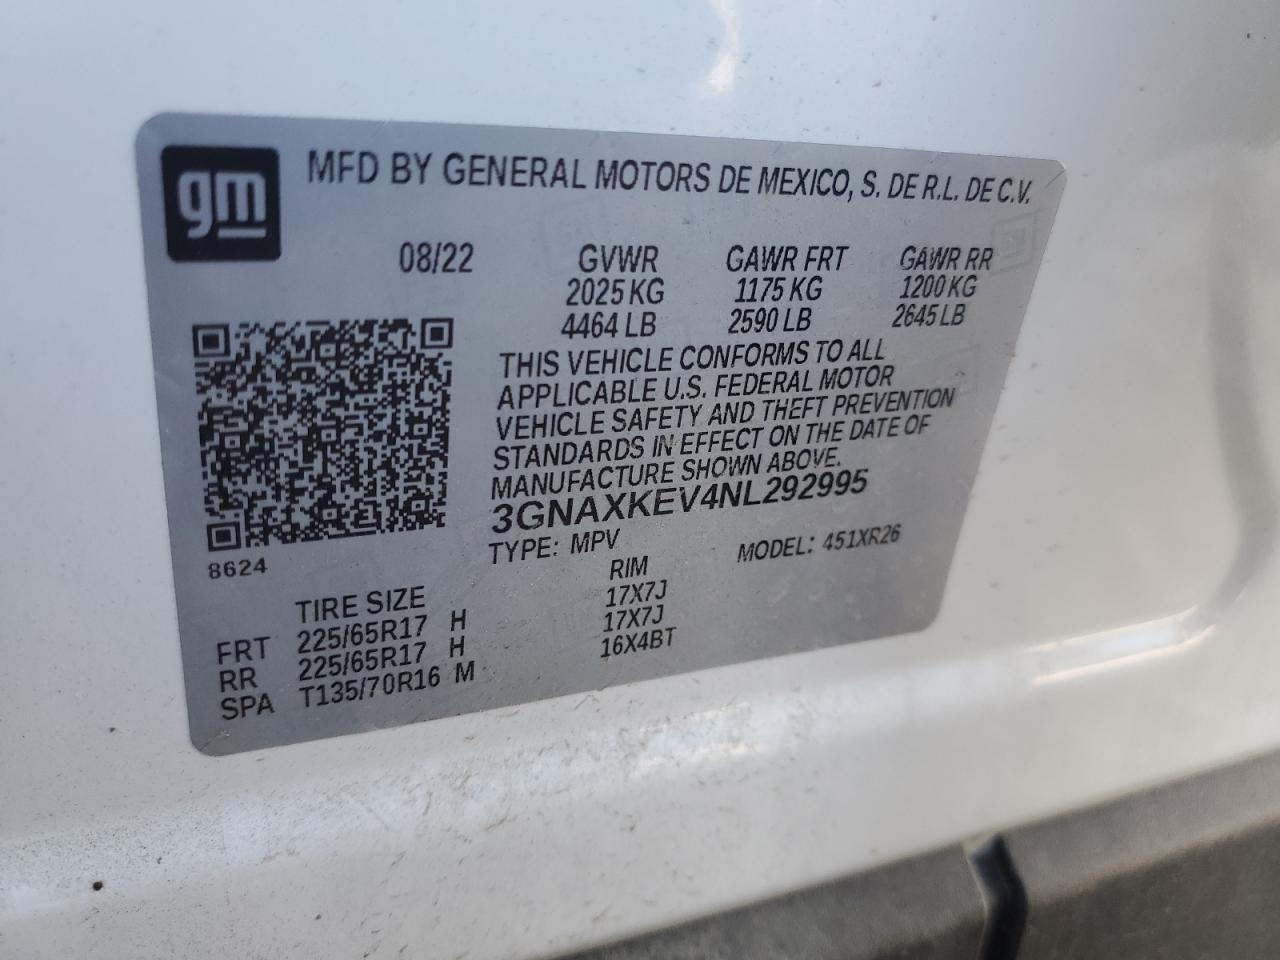 gm
MFD BY GENERAL MOTORS DE MEXICO, S. DE R.L. DE C.V.
08/22 GVWR GAWR FRT GAWR RR
2025 KG 1175 KG 1200 KG
4464 LB 2590 LB 2645 LB
THIS VEHICLE CONFORMS TO ALL
APPLICABLE U.S. FEDERAL MOTOR
VEHICLE SAFETY AND THEFT PREVENTION
STANDARDS IN EFFECT ON THE DATE OF
MANUFACTURE SHOWN ABOVE.
3GNAXKEV4NL292995
TYPE: MPV MODEL: 451XR26
8624
TIRE SIZE RIM
FRT 225/65R17 H 17X7J
RR 225/65R17 H 17X7J
SPA T135/70R16 M 16X4BT